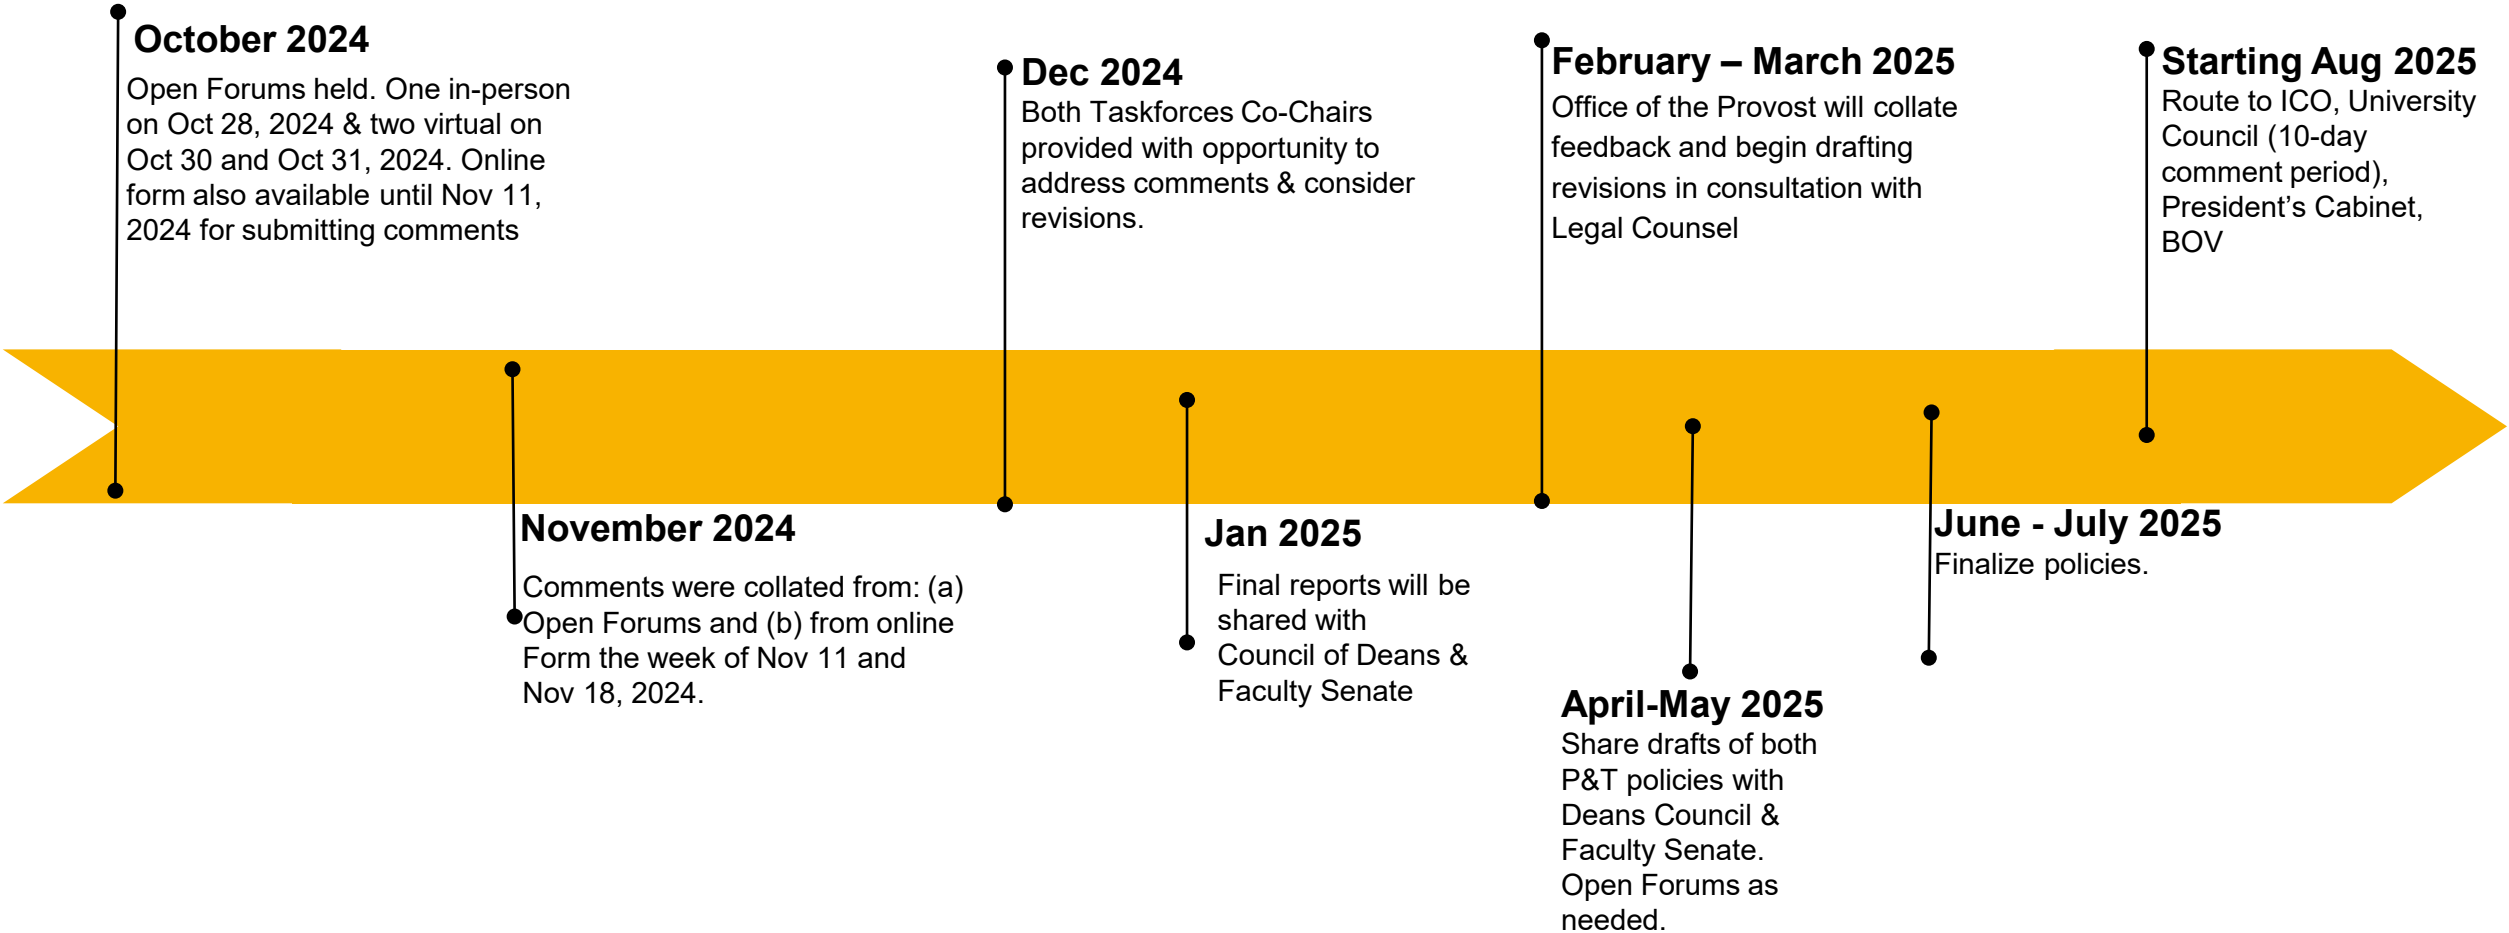 October 2024
Open Forums held. One in-person
on Oct 28, 2024 & two virtual on
Oct 30 and Oct 31, 2024. Online
form also available until Nov 11,
2024 for submitting comments
November 2024
Comments were collated from: (a)
Open Forums and (b) from online
Form the week of Nov 11 and
Nov 18, 2024.
Dec 2024
Both Taskforces Co-Chairs
provided with opportunity to
address comments & consider
revisions.
Jan 2025
Final reports will be
shared with
Council of Deans &
Faculty Senate
February – March 2025
Office of the Provost will collate
feedback and begin drafting
revisions in consultation with
Legal Counsel
April-May 2025
Share drafts of both
P&T policies with
Deans Council &
Faculty Senate.
Open Forums as
needed.
June - July 2025
Finalize policies.
Starting Aug 2025
Route to ICO, University
Council (10-day
comment period),
President’s Cabinet,
BOV